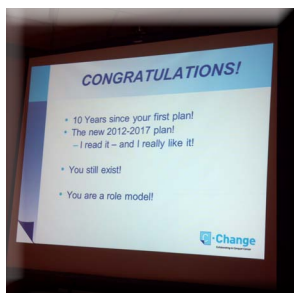 CONGRATULATIONS!
• 10 Years since your first plan!
• The new 2012-2017 plan!
– I read it – and I really like it!
• You still exist!
• You are a role model!
C-Change